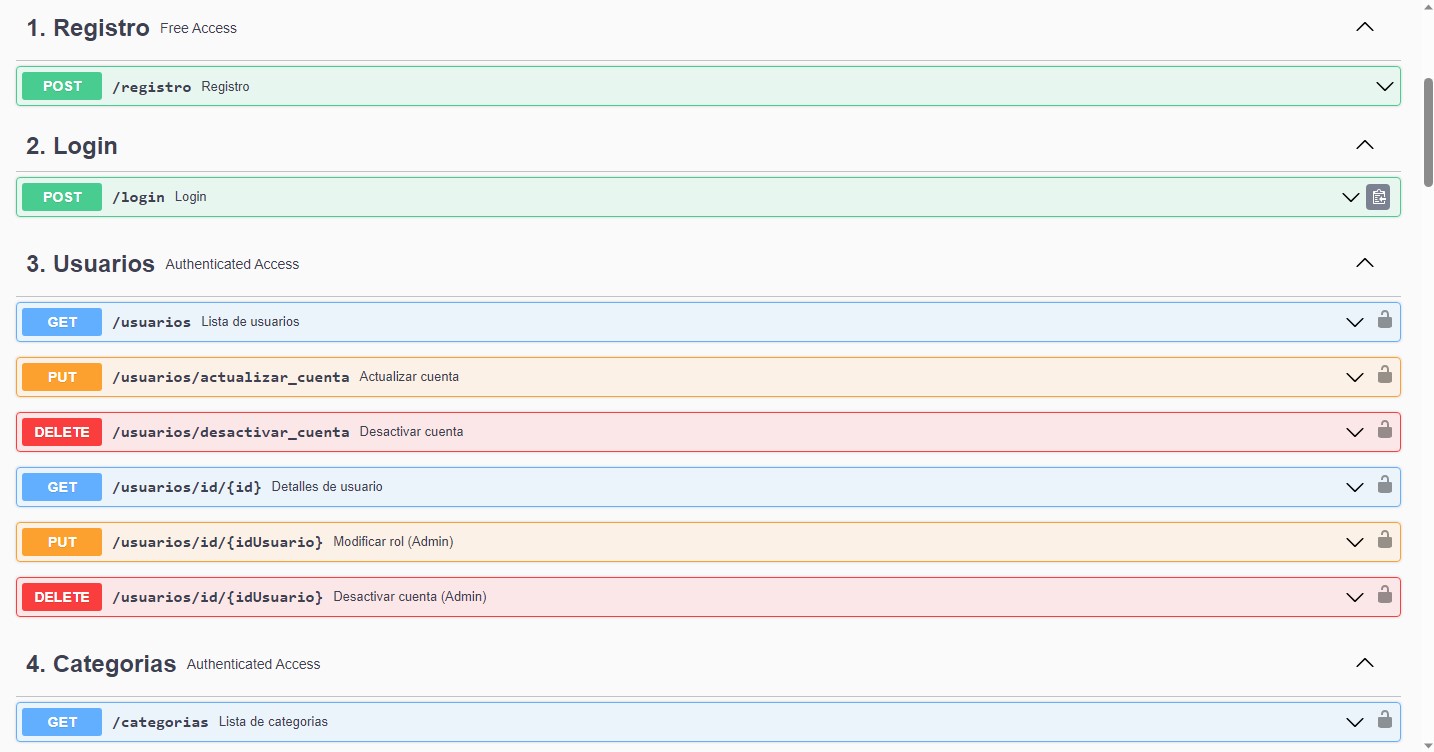 1. Registro Free Access
POST /registro Registro
2. Login
POST /login Login
3. Usuarios Authenticated Access
GET /usuarios Lista de usuarios
PUT /usuarios/actualizar_cuenta Actualizar cuenta
DELETE /usuarios/desactivar_cuenta Desactivar cuenta
GET /usuarios/id/{id} Detalles de usuario
PUT /usuarios/id/{idUsuario} Modificar rol (Admin)
DELETE /usuarios/id/{idUsuario} Desactivar cuenta (Admin)
4. Categorias Authenticated Access
GET /categorias Lista de categorias